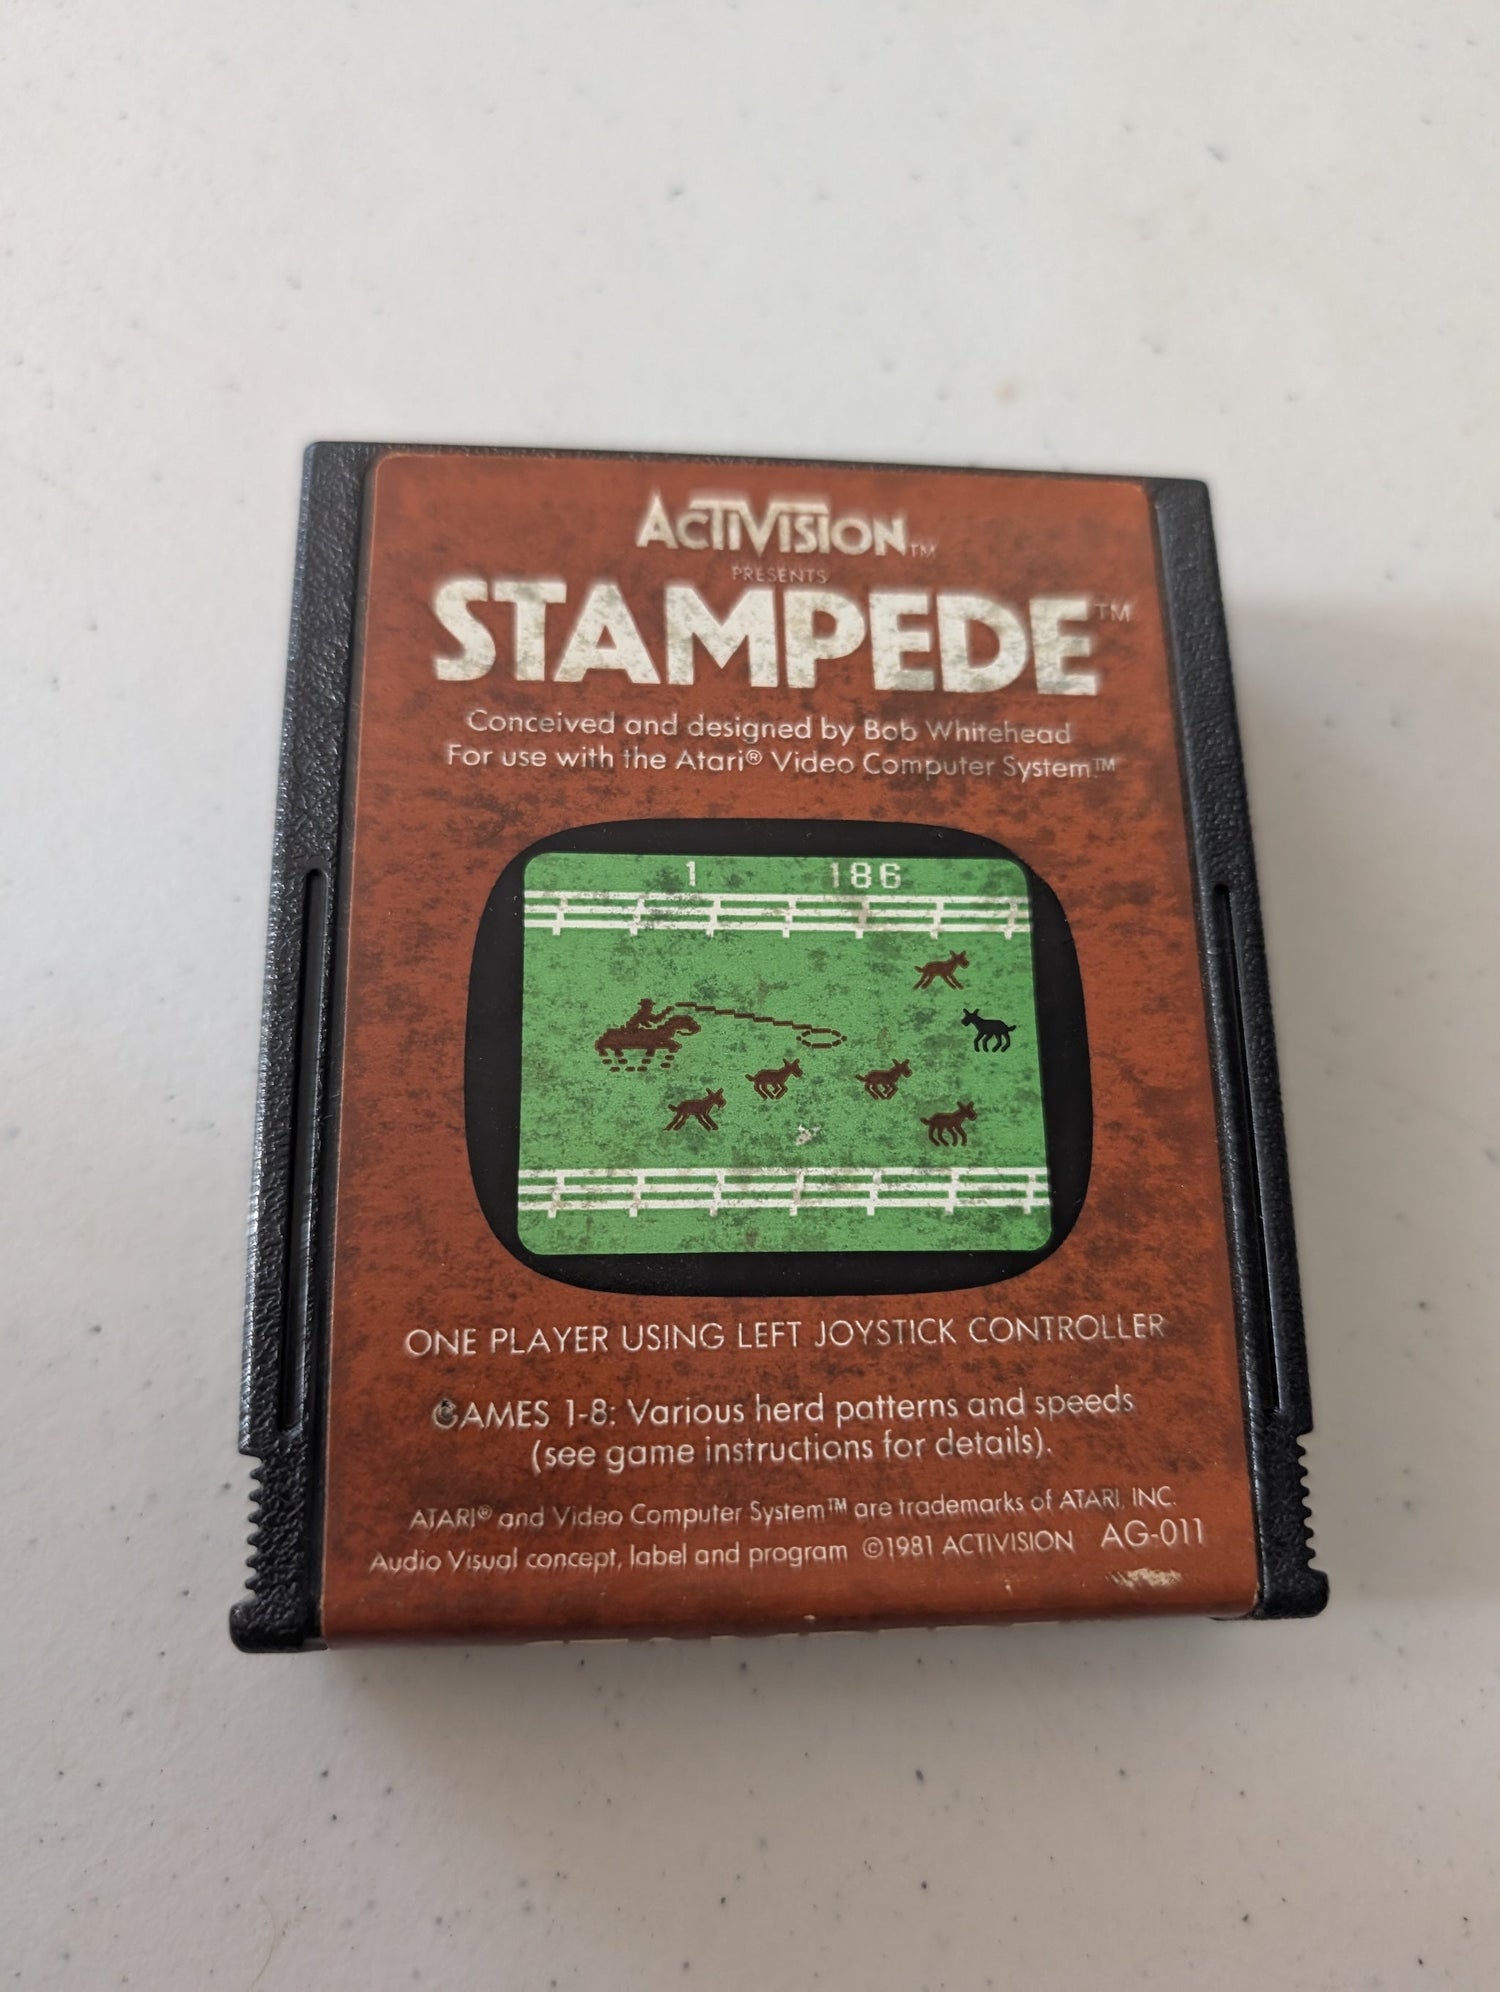 ACTIVISION™
PRESENTS
STAMPEDE™
Conceived and designed by Bob Whitehead
For use with the Atari® Video Computer System™
1 186
ONE PLAYER USING LEFT JOYSTICK CONTROLLER
GAMES 1-8: Various herd patterns and speeds
(see game instructions for details).
ATARI® and Video Computer System™ are trademarks of ATARI, INC.
Audio Visual concept, label and program ©1981 ACTIVISION AG-011